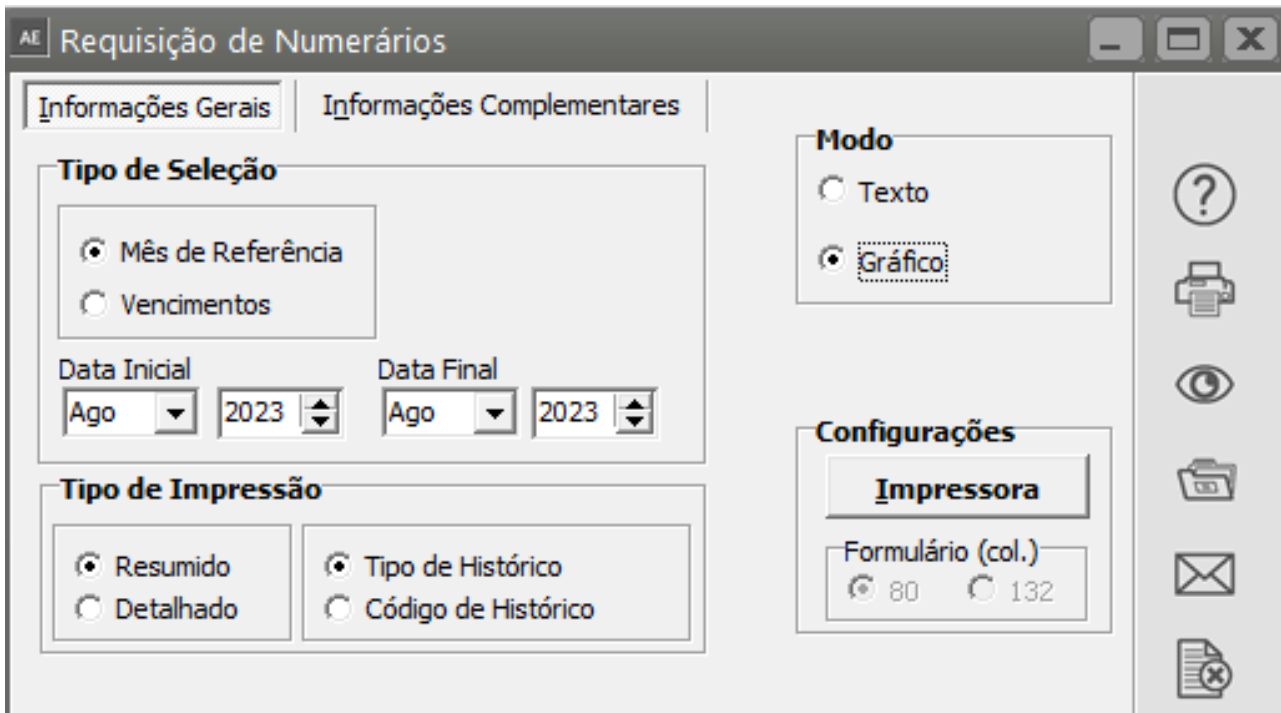 AE Requisição de Numerários
Informações Gerais
Informações Complementares
Tipo de Seleção
Mês de Referência
Vencimentos
Data Inicial
Data Final
Ago
2023
Ago
2023
Tipo de Impressão
Resumido
Detalhado
Tipo de Histórico
Código de Histórico
Modo
Texto
Gráfico
Configurações
Impressora
Formulário (col.)
80
132
?